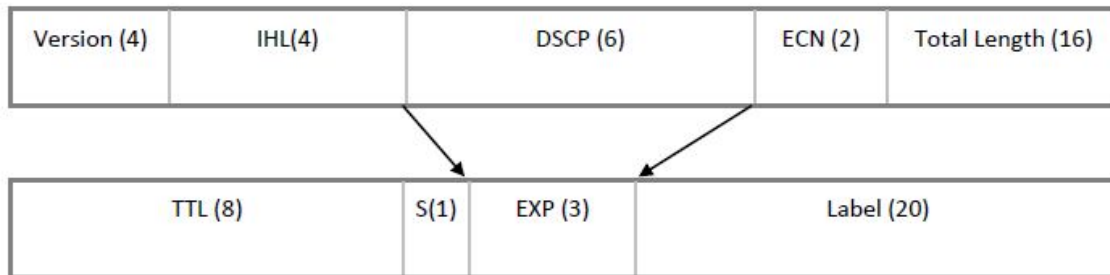 Version (4) IHL(4) DSCP (6) ECN (2) Total Length (16)
TTL (8) S(1) EXP (3) Label (20)